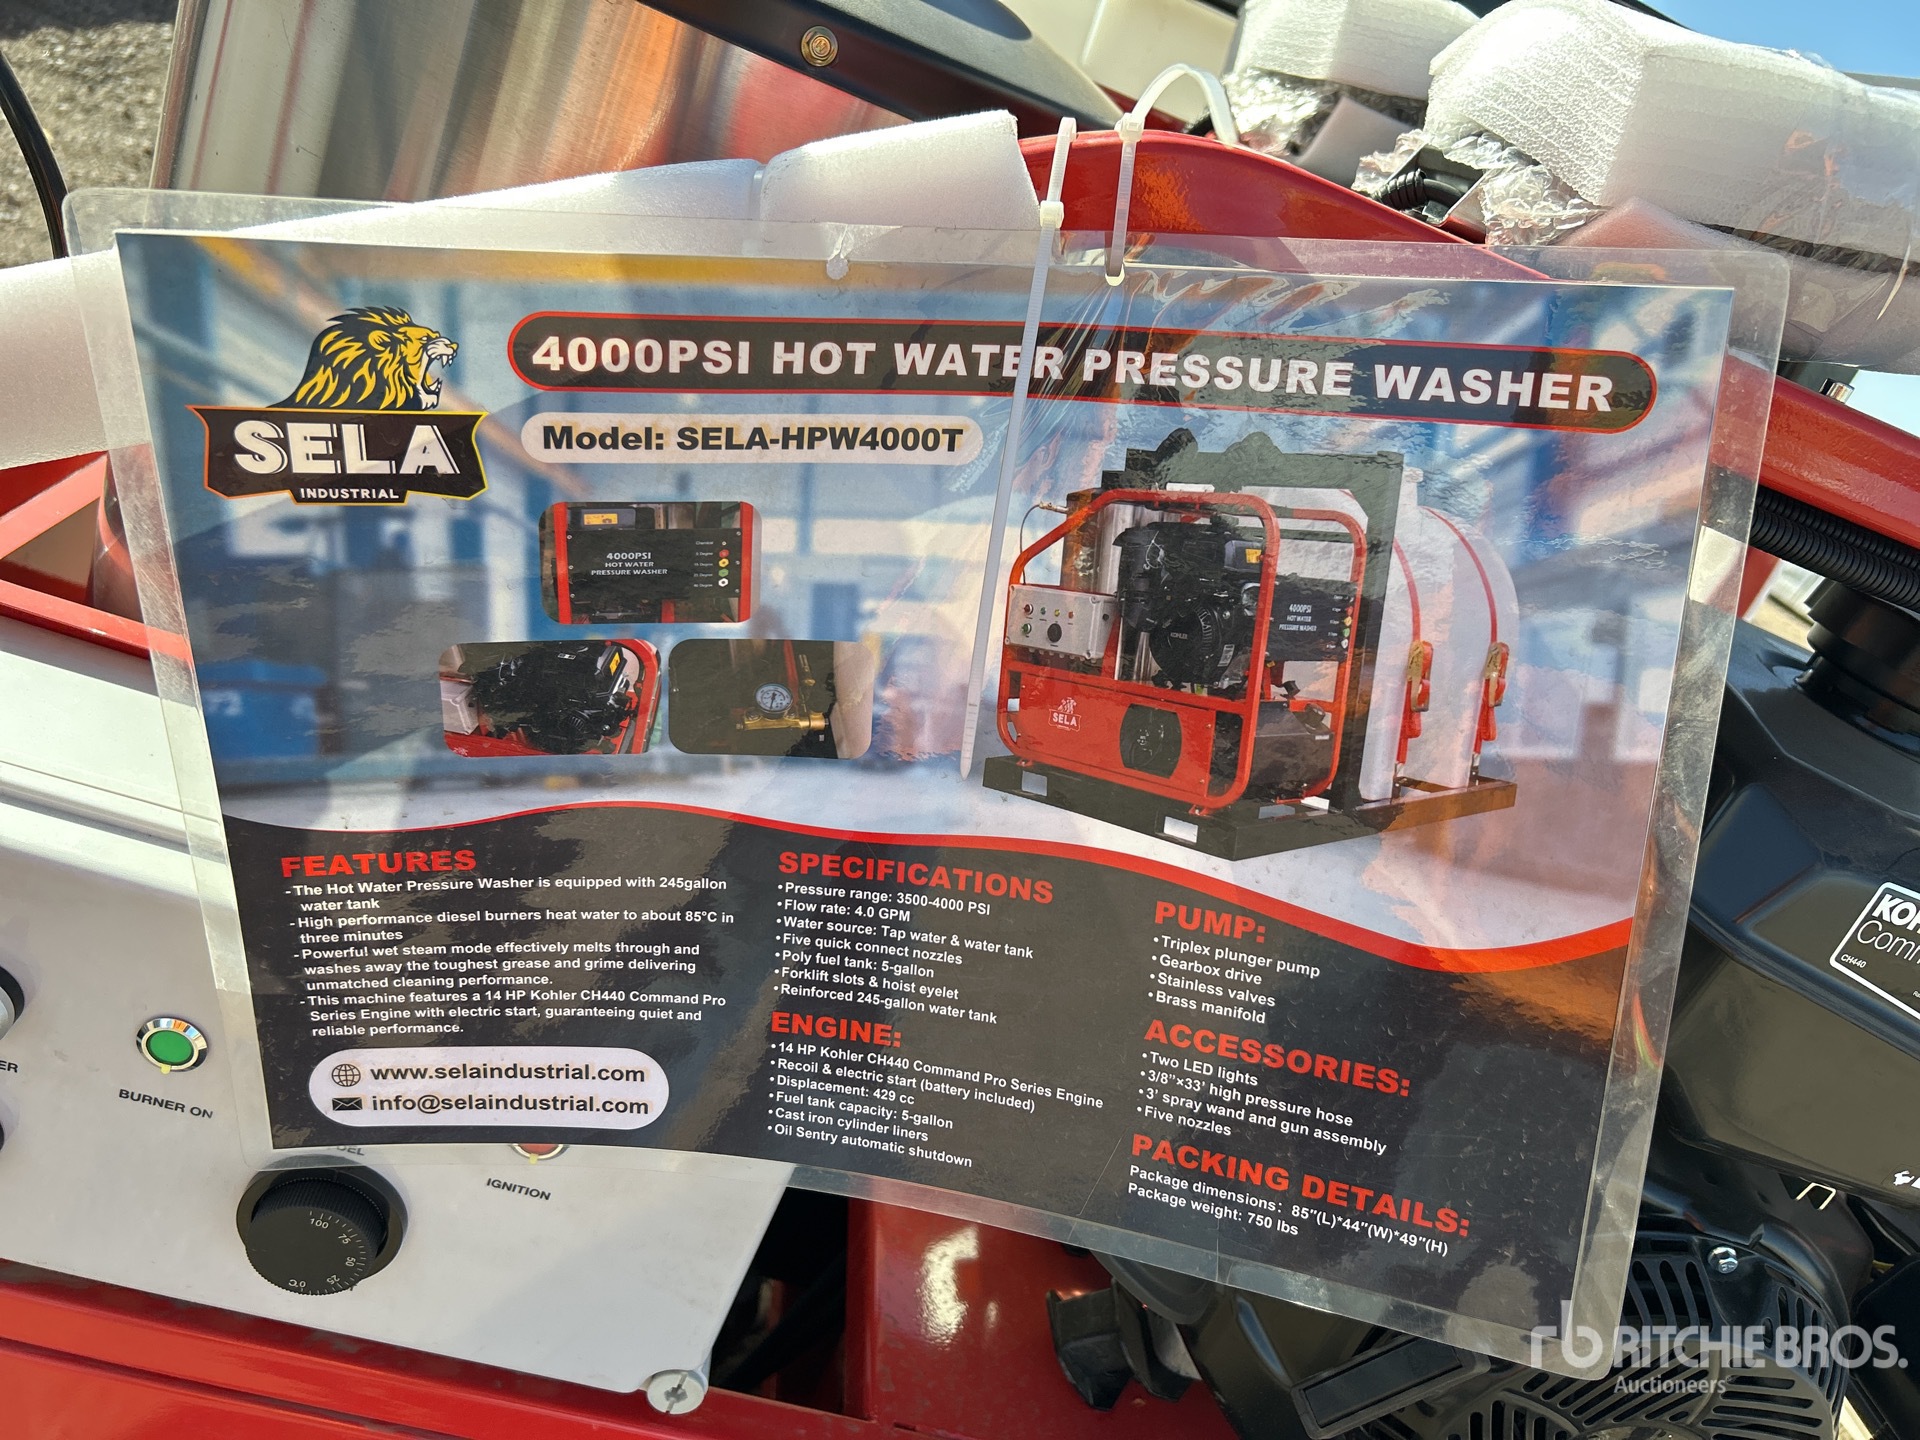 SELA
INDUSTRIAL
4000PSI HOT WATER PRESSURE WASHER
Model: SELA-HPW4000T
4000PSI
HOT WATER
PRESSURE WASHER
4000PSI
HOT WATER
PRESSURE WASHER
KOHLER
SELA
FEATURES
-The Hot Water Pressure Washer is equipped with 245gallon
water tank
-High performance diesel burners heat water to about 85°C in
three minutes
-Powerful wet steam mode effectively melts through and
washes away the toughest grease and grime delivering
unmatched cleaning performance.
-This machine features a 14 HP Kohler CH440 Command Pro
Series Engine with electric start, guaranteeing quiet and
reliable performance.
www.selaindustrial.com
info@selaindustrial.com
SPECIFICATIONS
•Pressure range: 3500-4000 PSI
•Flow rate: 4.0 GPM
•Water source: Tap water & water tank
•Five quick connect nozzles
•Poly fuel tank: 5-gallon
•Forklift slots & hoist eyelet
•Reinforced 245-gallon water tank
ENGINE:
•14 HP Kohler CH440 Command Pro Series Engine
•Recoil & electric start (battery included)
•Displacement: 429 cc
•Fuel tank capacity: 5-gallon
•Cast iron cylinder liners
•Oil Sentry automatic shutdown
PUMP:
•Triplex plunger pump
•Gearbox drive
•Stainless valves
•Brass manifold
ACCESSORIES:
•Two LED lights
•3/8"×33' high pressure hose
•3' spray wand and gun assembly
•Five nozzles
PACKING DETAILS:
Package dimensions: 85"(L)*44"(W)*49"(H)
Package weight: 750 lbs
BURNER ON
IGNITION
100
75
50
25
0°C
CH440
RITCHIE BROS.
Auctioneers